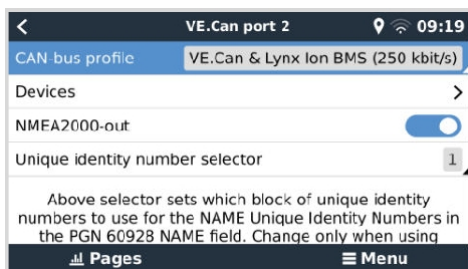 VE.Can port 2 09:19
CAN-bus profile VE.Can & Lynx Ion BMS (250 kbit/s)
Devices
NMEA2000-out
Unique identity number selector 1
Above selector sets which block of unique identity
numbers to use for the NAME Unique Identity Numbers in
the PGN 60928 NAME field. Change only when using
Pages Menu